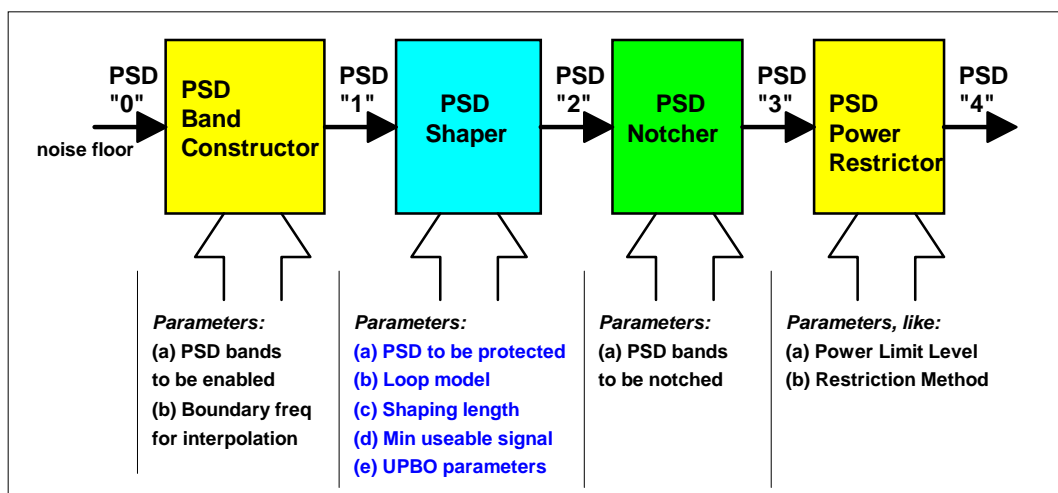 PSD
"0"
noise floor
PSD
Band
Constructor
PSD
"1"
PSD
Shaper
PSD
"2"
PSD
Notcher
PSD
"3"
PSD
Power
Restrictor
PSD
"4"
Parameters:
(a) PSD bands
to be enabled
(b) Boundary freq
for interpolation
Parameters:
(a) PSD to be protected
(b) Loop model
(c) Shaping length
(d) Min useable signal
(e) UPBO parameters
Parameters:
(a) PSD bands
to be notched
Parameters, like:
(a) Power Limit Level
(b) Restriction Method